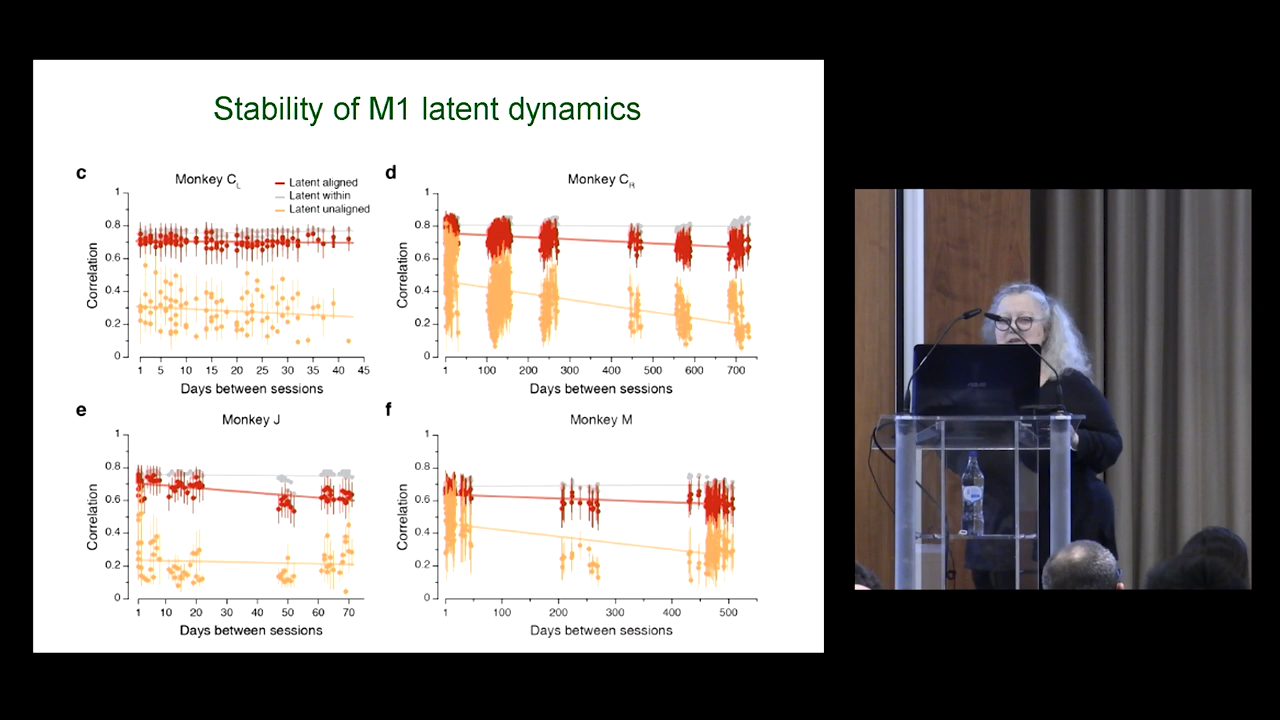 Stability of M1 latent dynamics
c
Monkey C_L
Latent aligned
Latent within
Latent unaligned
1
0.8
0.6
0.4
0.2
0
Correlation
1 5 10 15 20 25 30 35 40 45
Days between sessions
d
Monkey C_R
1
0.8
0.6
0.4
0.2
0
Correlation
1 100 200 300 400 500 600 700
Days between sessions
e
Monkey J
1
0.8
0.6
0.4
0.2
0
Correlation
1 10 20 30 40 50 60 70
Days between sessions
f
Monkey M
1
0.8
0.6
0.4
0.2
0
Correlation
1 100 200 300 400 500
Days between sessions